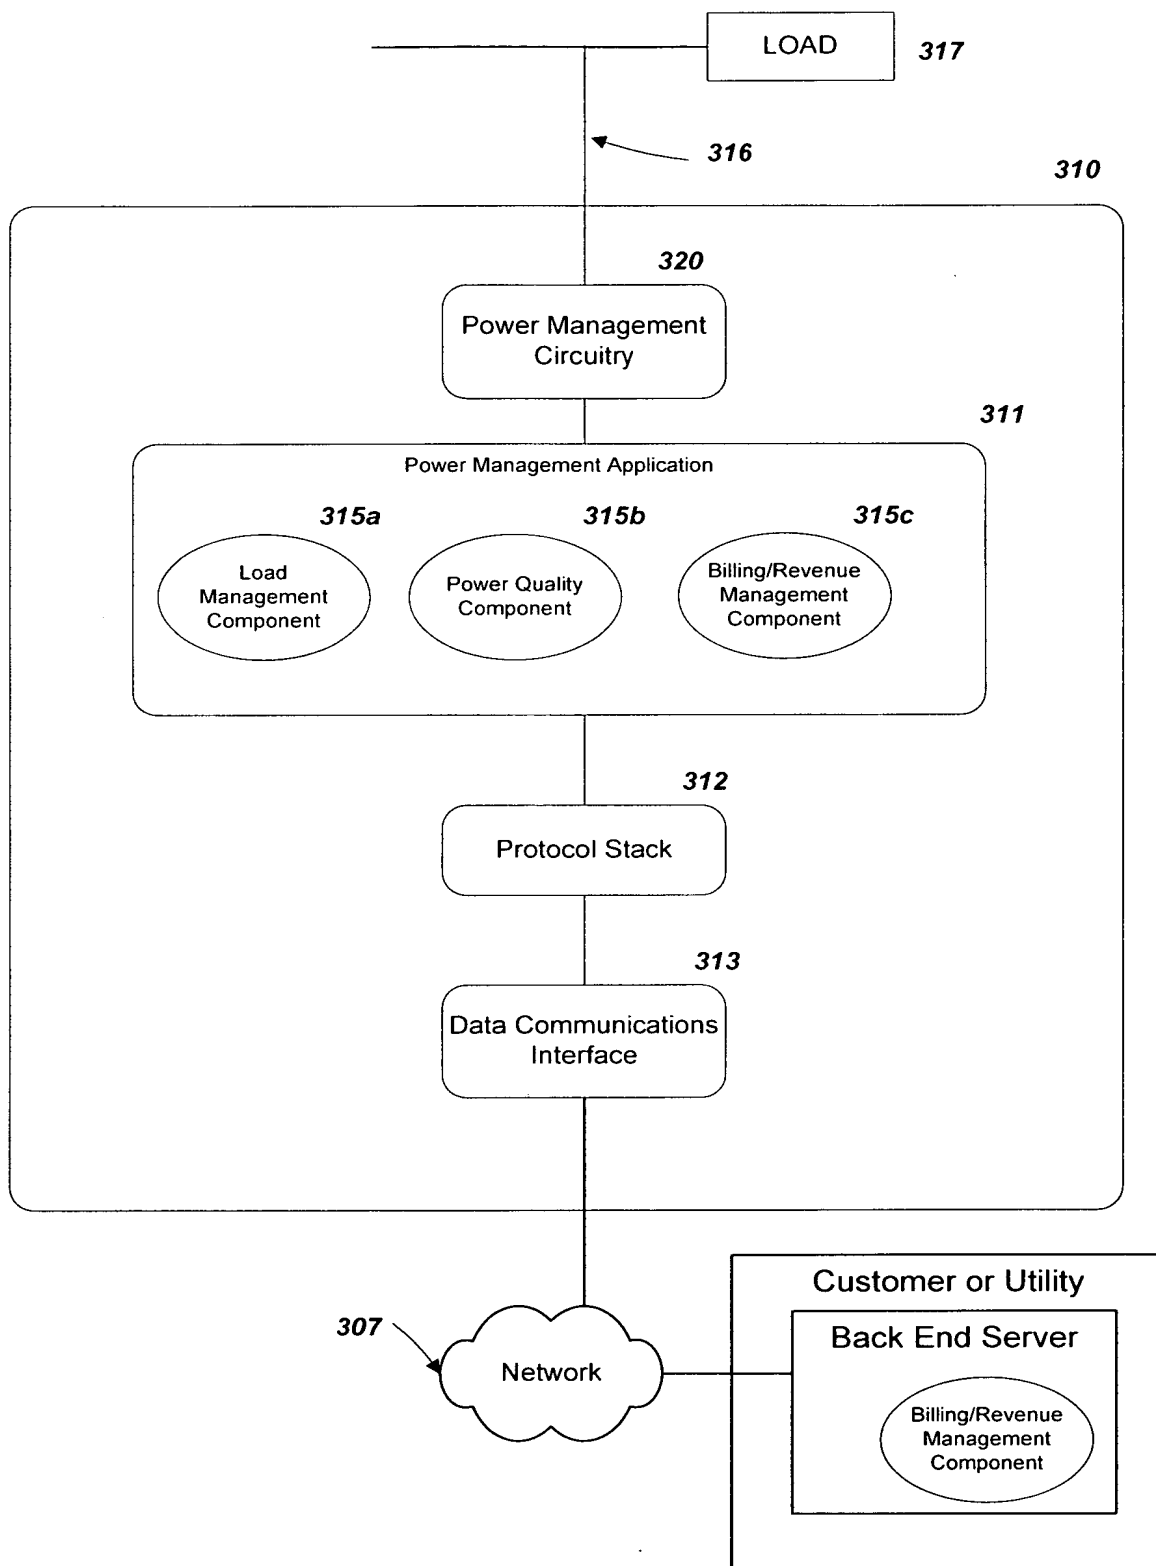 LOAD
317
316
310
320
Power Management
Circuitry
311
Power Management Application
315a
315b
315c
Load
Management
Component
Power Quality
Component
Billing/Revenue
Management
Component
312
Protocol Stack
313
Data Communications
Interface
Customer or Utility
307
Network
Back End Server
Billing/Revenue
Management
Component